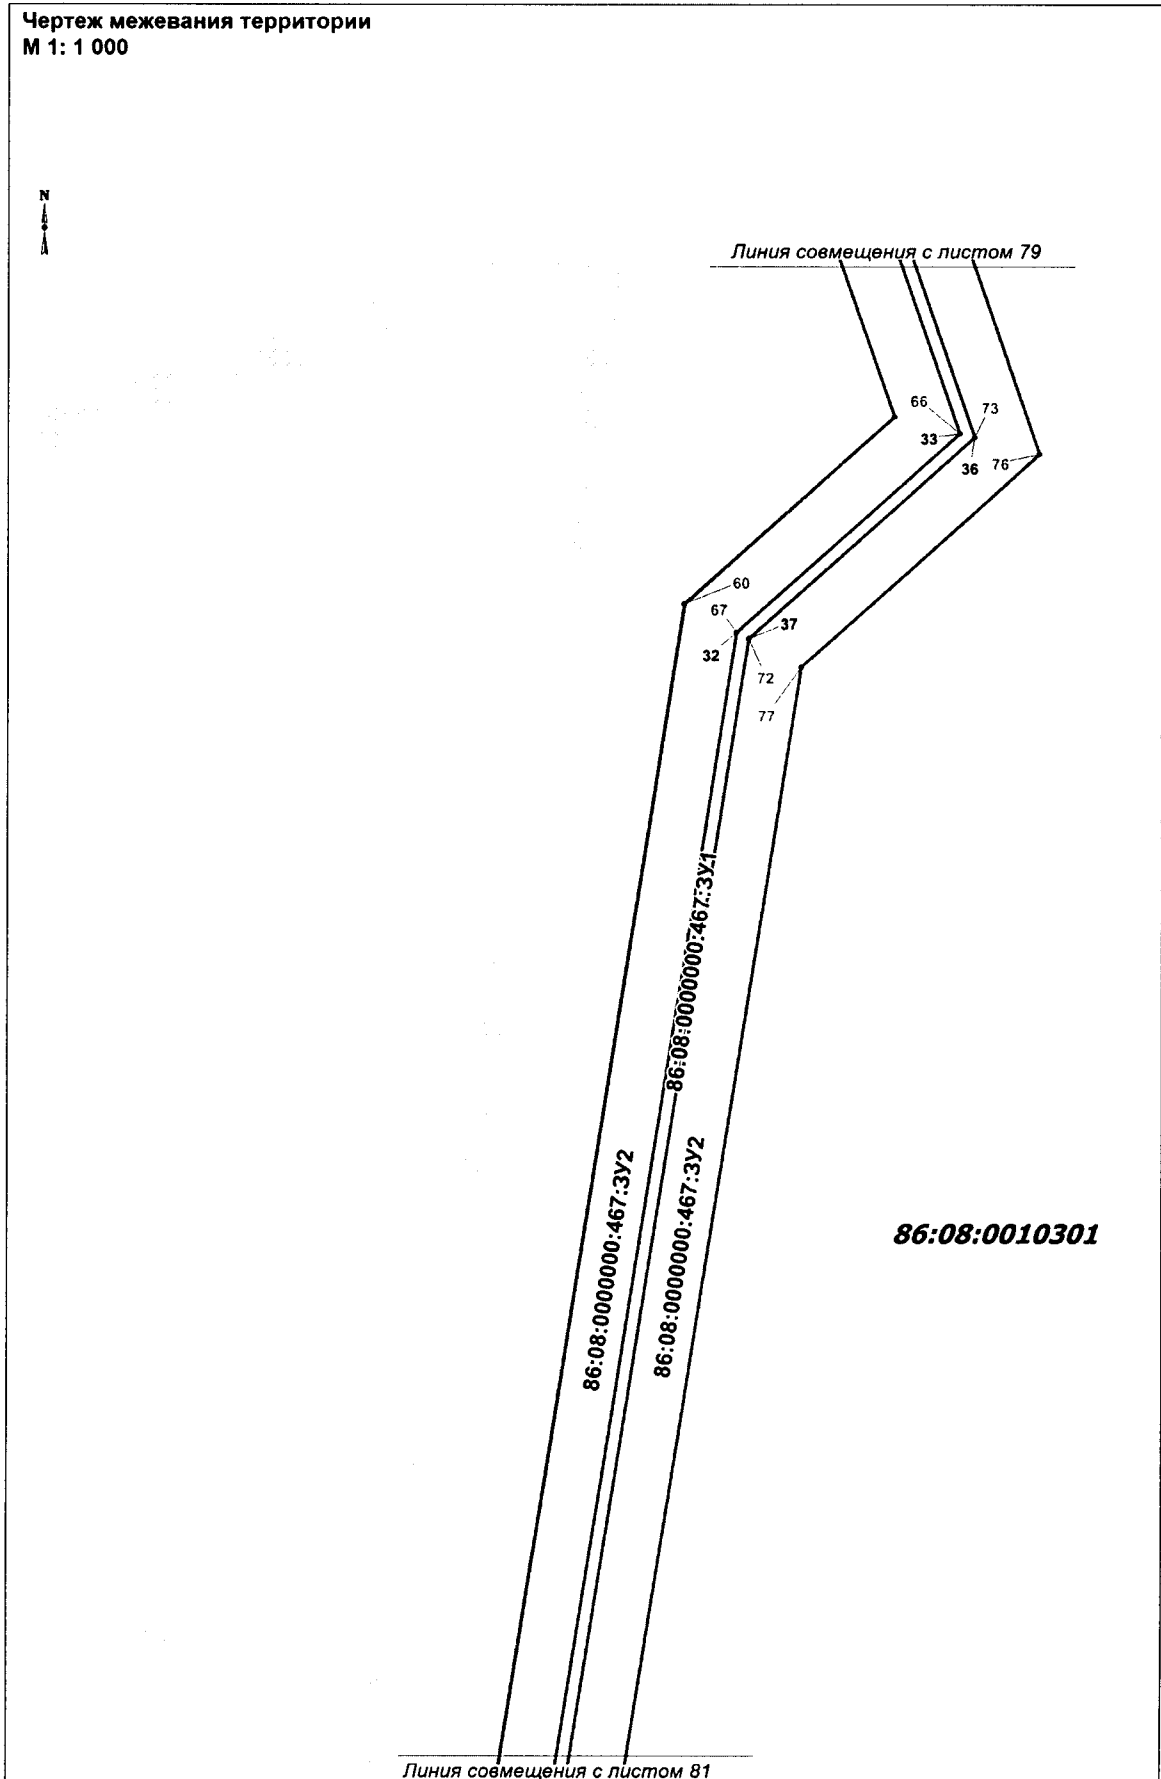 Чертеж межевания территории
М 1: 1 000
N
Линия совмещения с листом 79
66
73
33
36
76
60
67
37
32
72
77
86:08:0000000:467:ЗУ1
86:08:0000000:467:ЗУ2
86:08:0000000:467:ЗУ2
86:08:0010301
Линия совмещения с листом 81